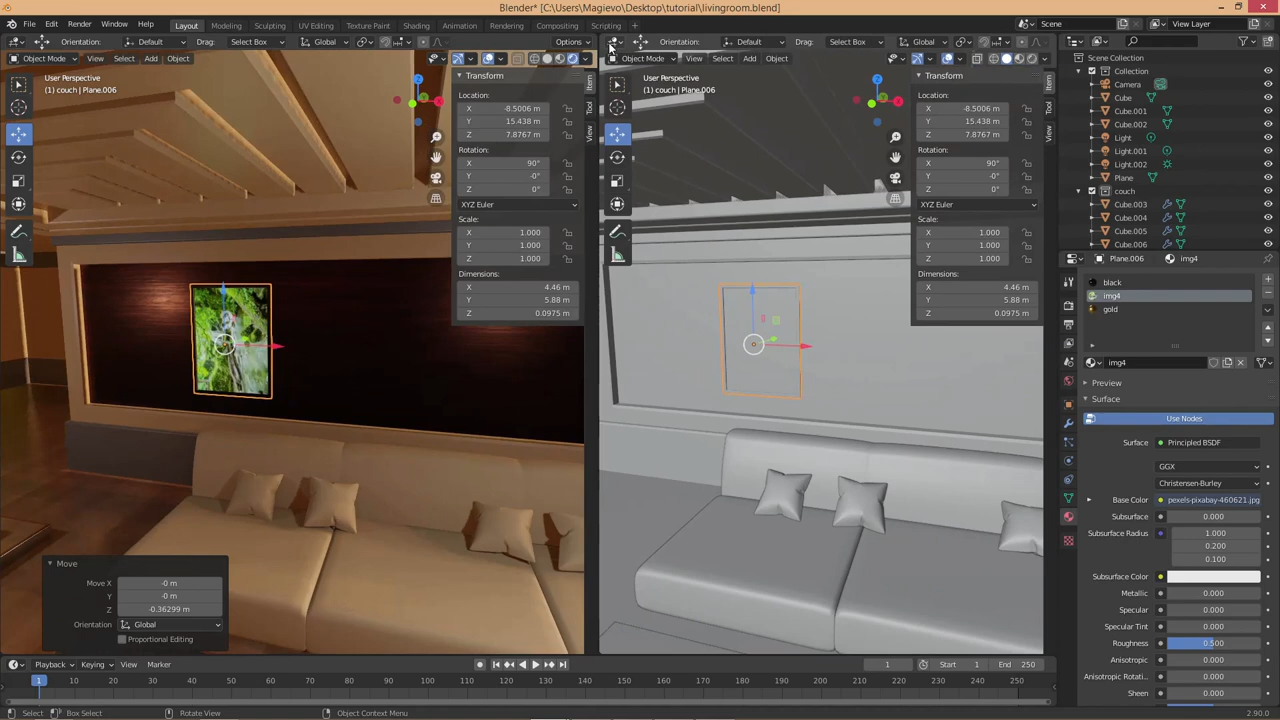 Blender* [C:\Users\Magievo\Desktop\tutorial\livingroom.blend]
File Edit Render Window Help Layout Modeling Sculpting UV Editing Texture Paint Shading Animation Rendering Compositing Scripting + Scene View Layer
Orientation: Default Drag: Select Box Global Options
Orientation: Default Drag: Select Box Global
Object Mode View Select Add Object
Object Mode View Select Add Object
User Perspective
(1) couch | Plane.006
Transform
Location:
X -8.5006 m
Y 15.438 m
Z 7.8767 m
Rotation:
X 90°
Y -0°
Z 0°
XYZ Euler
Scale:
X 1.000
Y 1.000
Z 1.000
Dimensions:
X 4.46 m
Y 5.88 m
Z 0.0975 m
Item
Tool
View
Move
Move X -0 m
Y -0 m
Z -0.36299 m
Orientation Global
Proportional Editing
User Perspective
(1) couch | Plane.006
Transform
Location:
X -8.5006 m
Y 15.438 m
Z 7.8767 m
Rotation:
X 90°
Y -0°
Z 0°
XYZ Euler
Scale:
X 1.000
Y 1.000
Z 1.000
Dimensions:
X 4.46 m
Y 5.88 m
Z 0.0975 m
Item
Tool
View
Scene Collection
Collection
Camera
Cube
Cube.001
Cube.002
Light
Light.001
Light.002
Plane
couch
Cube.003
Cube.004
Cube.005
Cube.006
Plane.006 img4
black
img4
gold
img4
Preview
Surface
Use Nodes
Surface Principled BSDF
GGX
Christensen-Burley
Base Color pexels-pixabay-460621.jpg
Subsurface 0.000
Subsurface Radius 1.000
0.200
0.100
Subsurface Color
Metallic 0.000
Specular 0.000
Specular Tint 0.000
Roughness 0.500
Anisotropic 0.000
Anisotropic Rotati.. 0.000
Sheen 0.000
Playback Keying View Marker 1 Start 1 End 250
1 10 20 30 40 50 60 70 80 90 100 110 120 130 140 150 160 170 180 190 200 210 220 230 240 250
Select Box Select Rotate View Object Context Menu 2.90.0